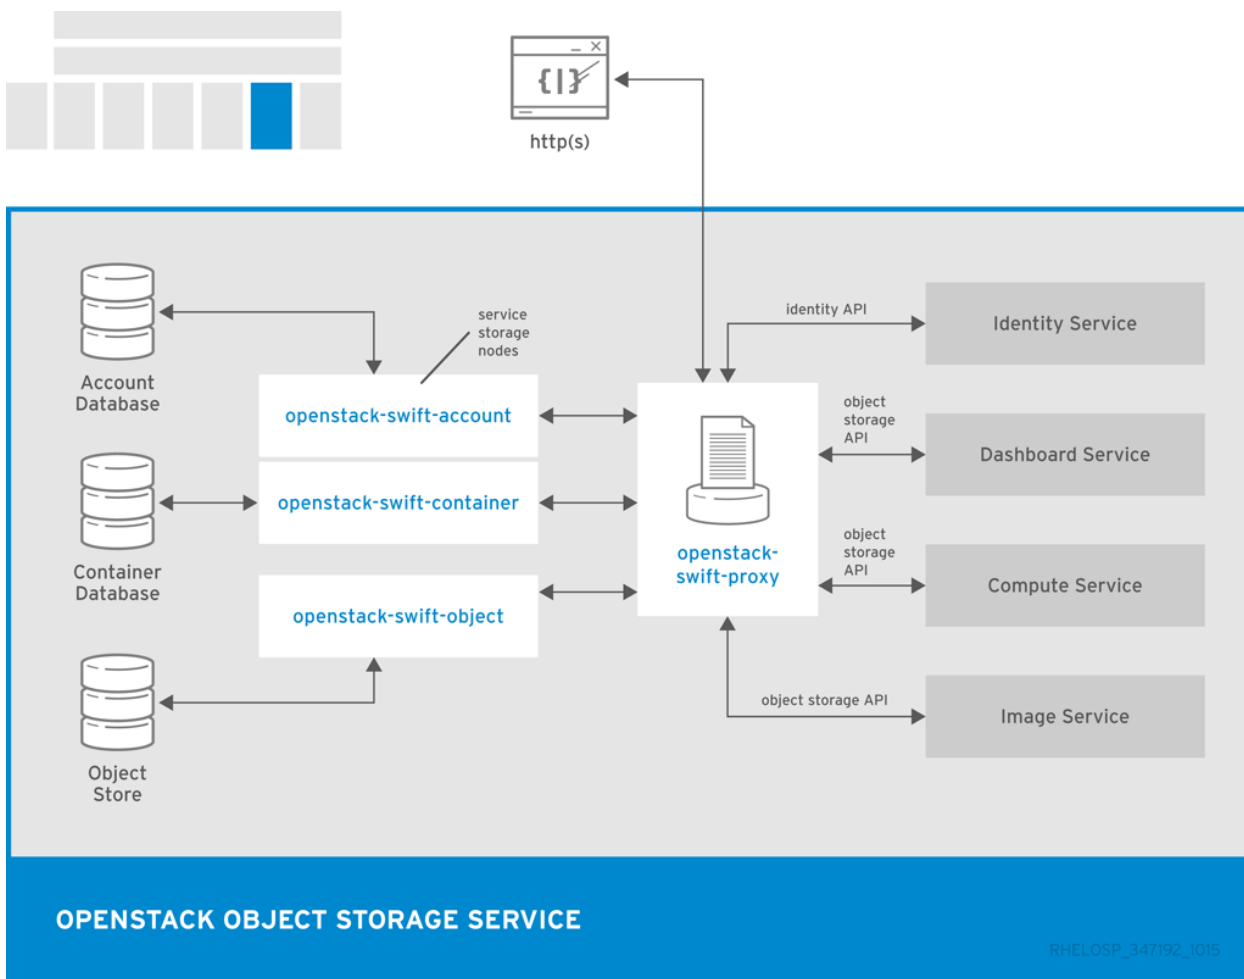 {|}
http(s)
Account
Database
service
storage
nodes
identity API
Identity Service
openstack-swift-account
object
storage
API
Dashboard Service
openstack-swift-container
Container
Database
openstack-
swift-proxy
object
storage
API
Compute Service
openstack-swift-object
object storage API
Image Service
Object
Store
OPENSTACK OBJECT STORAGE SERVICE
RHELOSP_347192_1015